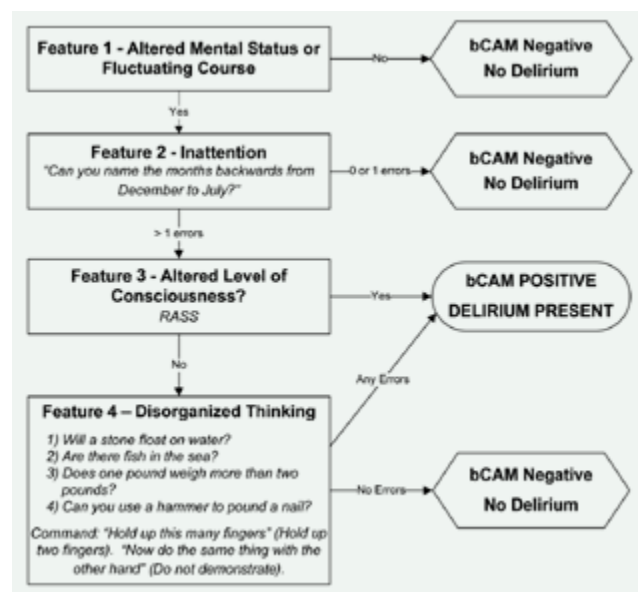 Feature 1 - Altered Mental Status or
Fluctuating Course
No
bCAM Negative
No Delirium
Yes
Feature 2 - Inattention
"Can you name the months backwards from
December to July?"
0 or 1 errors
bCAM Negative
No Delirium
> 1 errors
Feature 3 - Altered Level of
Consciousness?
RASS
Yes
bCAM POSITIVE
DELIRIUM PRESENT
No
Any Errors
Feature 4 – Disorganized Thinking
1) Will a stone float on water?
2) Are there fish in the sea?
3) Does one pound weigh more than two
pounds?
4) Can you use a hammer to pound a nail?
Command: "Hold up this many fingers" (Hold up
two fingers). "Now do the same thing with the
other hand" (Do not demonstrate).
No Errors
bCAM Negative
No Delirium